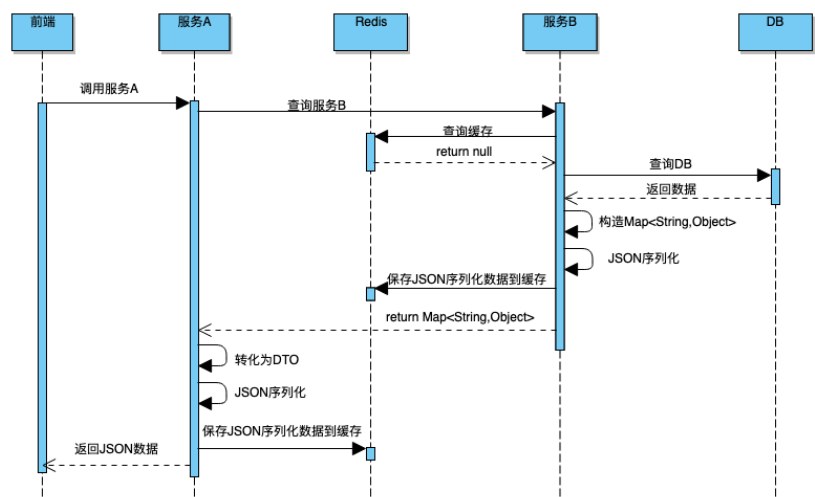 前端
服务A
Redis
服务B
DB
调用服务A
查询服务B
查询缓存
return null
查询DB
返回数据
构造Map<String,Object>
JSON序列化
保存JSON序列化数据到缓存
return Map<String,Object>
转化为DTO
JSON序列化
保存JSON序列化数据到缓存
返回JSON数据